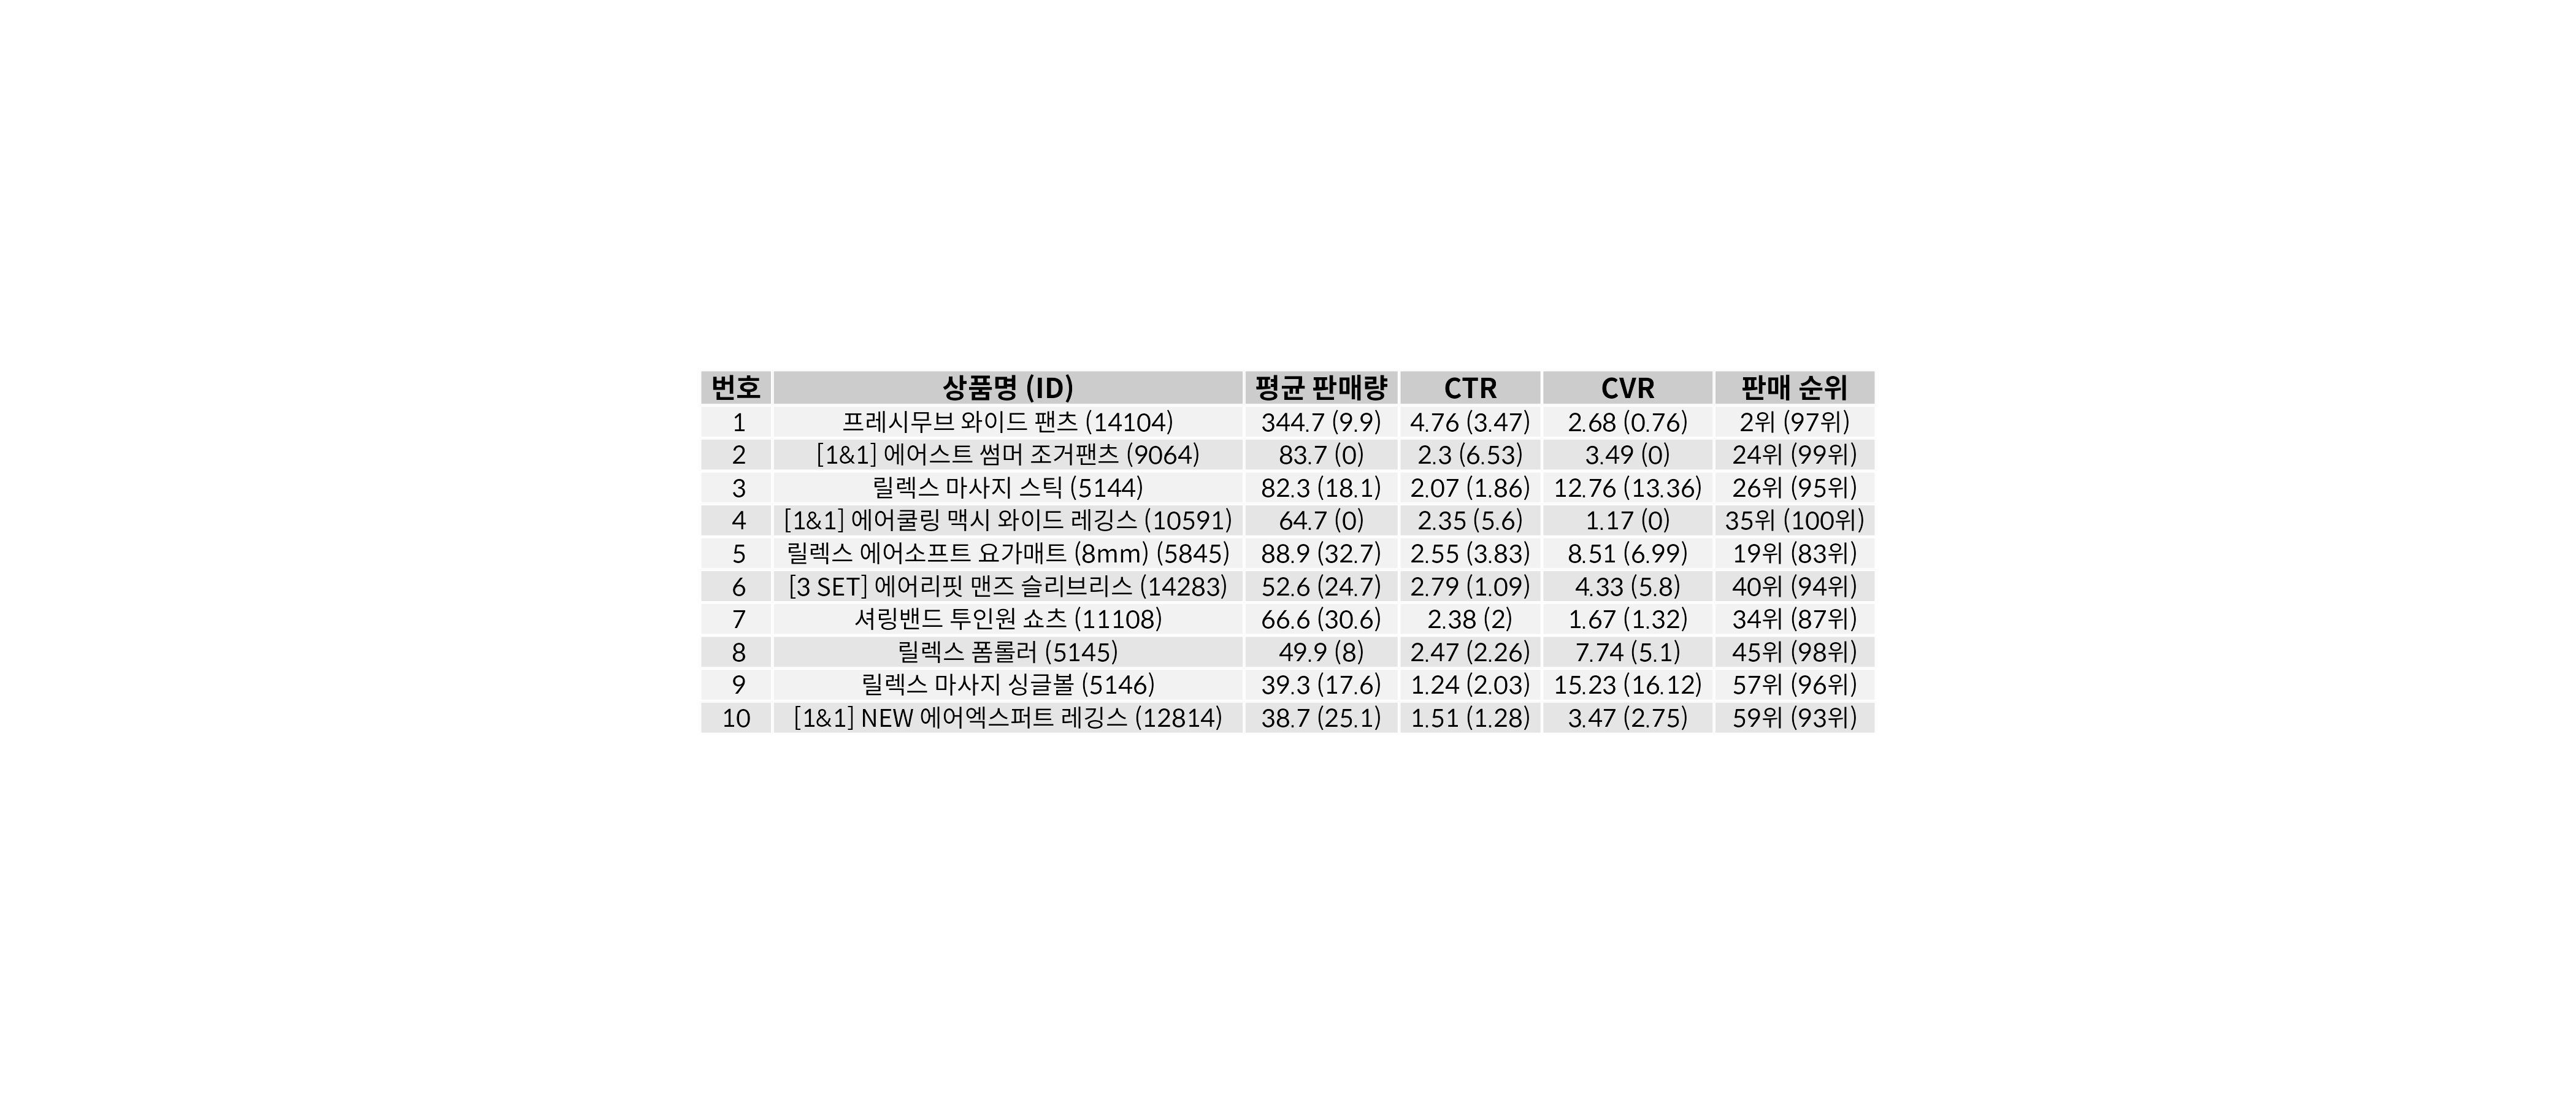 번호 상품명 (ID) 평균 판매량 CTR CVR 판매 순위
1 프레시무브 와이드 팬츠 (14104) 344.7 (9.9) 4.76 (3.47) 2.68 (0.76) 2위 (97위)
2 [1&1] 에어스트 썸머 조거팬츠 (9064) 83.7 (0) 2.3 (6.53) 3.49 (0) 24위 (99위)
3 릴렉스 마사지 스틱 (5144) 82.3 (18.1) 2.07 (1.86) 12.76 (13.36) 26위 (95위)
4 [1&1] 에어쿨링 맥시 와이드 레깅스 (10591) 64.7 (0) 2.35 (5.6) 1.17 (0) 35위 (100위)
5 릴렉스 에어소프트 요가매트 (8mm) (5845) 88.9 (32.7) 2.55 (3.83) 8.51 (6.99) 19위 (83위)
6 [3 SET] 에어리핏 맨즈 슬리브리스 (14283) 52.6 (24.7) 2.79 (1.09) 4.33 (5.8) 40위 (94위)
7 셔링밴드 투인원 쇼츠 (11108) 66.6 (30.6) 2.38 (2) 1.67 (1.32) 34위 (87위)
8 릴렉스 폼롤러 (5145) 49.9 (8) 2.47 (2.26) 7.74 (5.1) 45위 (98위)
9 릴렉스 마사지 싱글볼 (5146) 39.3 (17.6) 1.24 (2.03) 15.23 (16.12) 57위 (96위)
10 [1&1] NEW 에어엑스퍼트 레깅스 (12814) 38.7 (25.1) 1.51 (1.28) 3.47 (2.75) 59위 (93위)